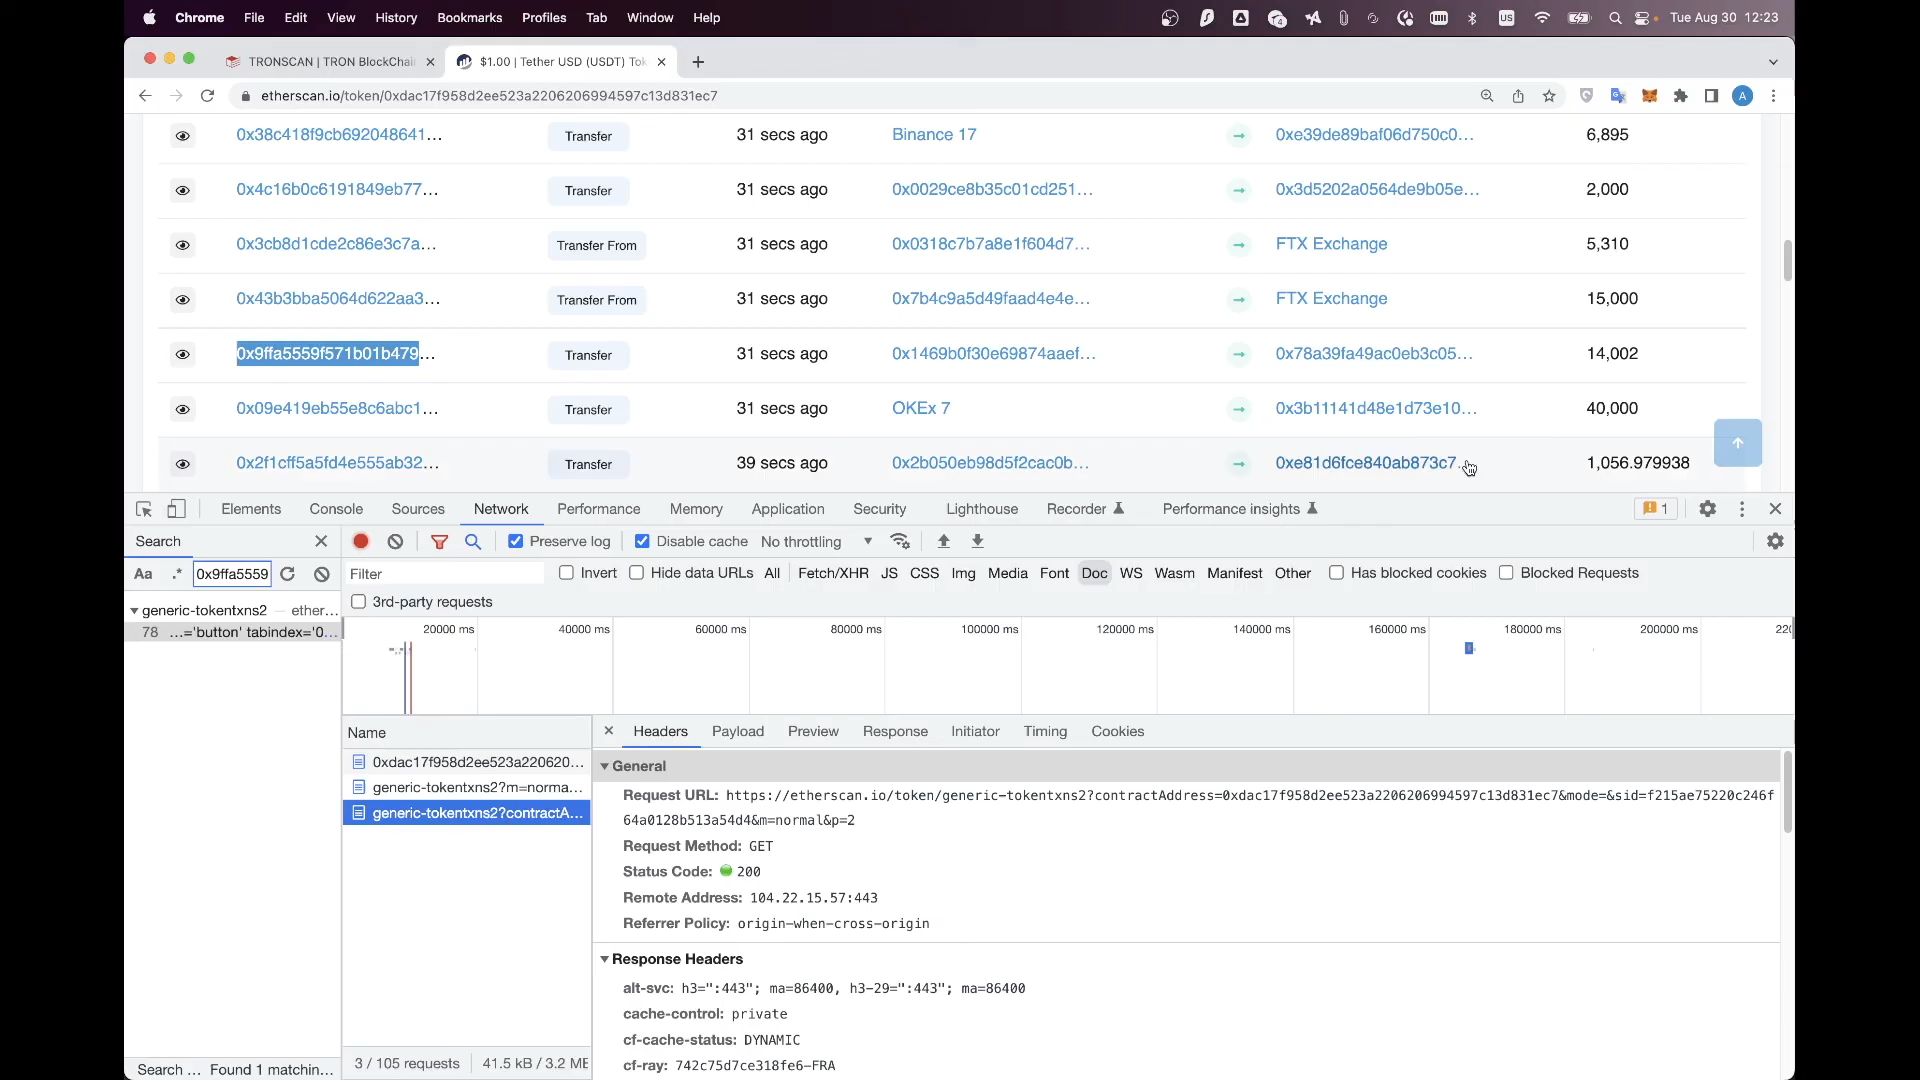 Chrome File Edit View History Bookmarks Profiles Tab Window Help
4 US Tue Aug 30 12:23
TRONSCAN | TRON BlockChai
$1.00 | Tether USD (USDT) Tok
etherscan.io/token/0xdac17f958d2ee523a2206206994597c13d831ec7
A
0x38c418f9cb692048641... Transfer 31 secs ago Binance 17 0xe39de89baf06d750c0... 6,895
0x4c16b0c6191849eb77... Transfer 31 secs ago 0x0029ce8b35c01cd251... 0x3d5202a0564de9b05e... 2,000
0x3cb8d1cde2c86e3c7a... Transfer From 31 secs ago 0x0318c7b7a8e1f604d7... FTX Exchange 5,310
0x43b3bba5064d622aa3... Transfer From 31 secs ago 0x7b4c9a5d49faad4e4e... FTX Exchange 15,000
0x9ffa5559f571b01b479... Transfer 31 secs ago 0x1469b0f30e69874aaef... 0x78a39fa49ac0eb3c05... 14,002
0x09e419eb55e8c6abc1... Transfer 31 secs ago OKEx 7 0x3b11141d48e1d73e10... 40,000
0x2f1cff5a5fd4e555ab32... Transfer 39 secs ago 0x2b050eb98d5f2cac0b... 0xe81d6fce840ab873c7... 1,056.979938
Elements Console Sources Network Performance Memory Application Security Lighthouse Recorder Performance insights 1
Search
Preserve log Disable cache No throttling
Aa .* 0x9ffa5559
Filter Invert Hide data URLs All Fetch/XHR JS CSS Img Media Font Doc WS Wasm Manifest Other Has blocked cookies Blocked Requests
3rd-party requests
generic-tokentxns2 — ether...
78 ...='button' tabindex='0...
20000 ms 40000 ms 60000 ms 80000 ms 100000 ms 120000 ms 140000 ms 160000 ms 180000 ms 200000 ms 220
Name
0xdac17f958d2ee523a220620...
generic-tokentxns2?m=norma...
generic-tokentxns2?contractA...
Headers Payload Preview Response Initiator Timing Cookies
General
Request URL: https://etherscan.io/token/generic-tokentxns2?contractAddress=0xdac17f958d2ee523a2206206994597c13d831ec7&mode=&sid=f215ae75220c246f
64a0128b513a54d4&m=normal&p=2
Request Method: GET
Status Code: 200
Remote Address: 104.22.15.57:443
Referrer Policy: origin-when-cross-origin
Response Headers
alt-svc: h3=":443"; ma=86400, h3-29=":443"; ma=86400
cache-control: private
cf-cache-status: DYNAMIC
cf-ray: 742c75d7ce318fe6-FRA
3 / 105 requests 41.5 kB / 3.2 ME
Search ... Found 1 matchin...